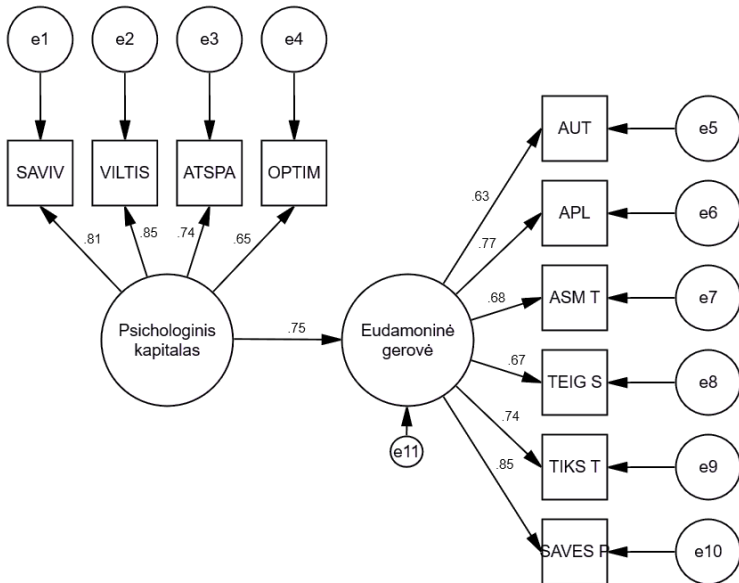 e1
e2
e3
e4
SAVIV
VILTIS
ATSPA
OPTIM
.81
.85
.74
.65
Psichologinis
kapitalas
.75
Eudamoninė
gerovė
e11
.63
.77
.68
.67
.74
.85
AUT
e5
APL
e6
ASM T
e7
TEIG S
e8
TIKS T
e9
SAVES P
e10